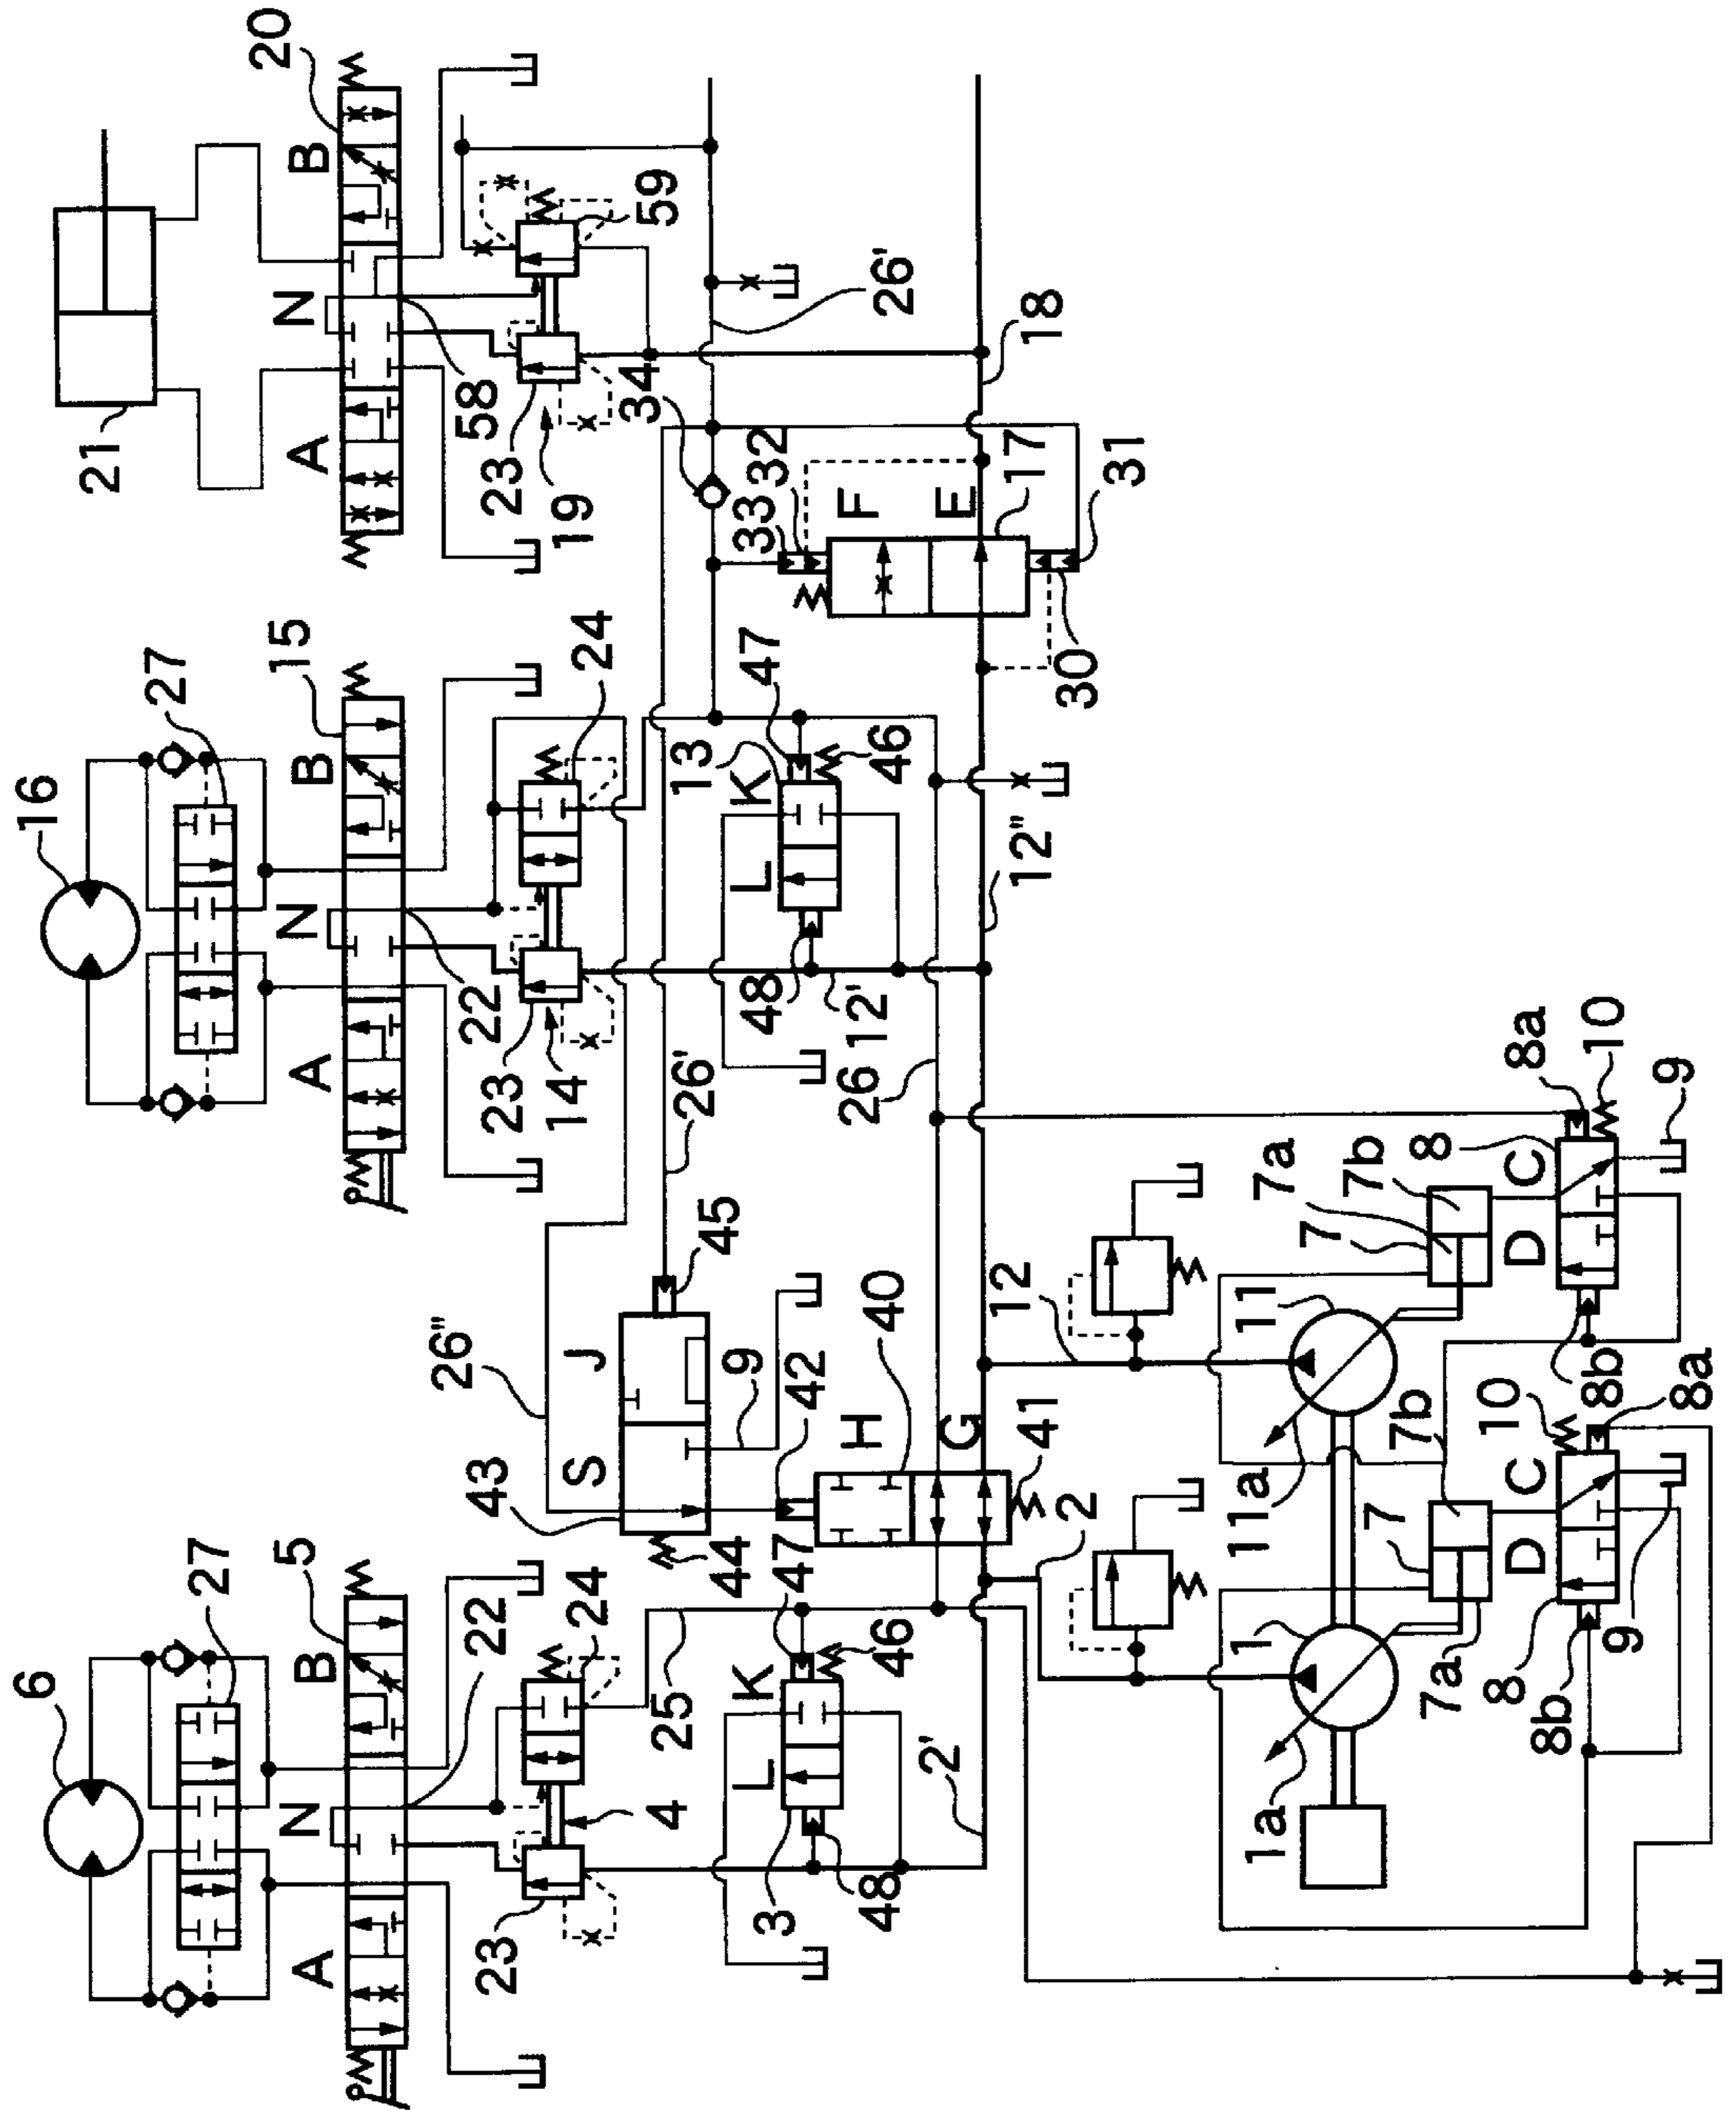 6
16
21
20
27
27
5
15
A
N
B
A
N
B
A
N
B
22
43
26"
22
58
23
23
23
14
19
24
S
J
24
34
59
4
25
26'
13
44
45
9
L
K
L
K
33
32
3
47
42
48
47
48
46
H
40
26
12'
46
F
26'
2'
G
E
2
41
12
12"
30
17
18
31
1a
1
11a
11
7
7a
7b
7a
7
7b
8
8
10
D
C
D
C
8b
8b
8a
8a
10
9
9
9